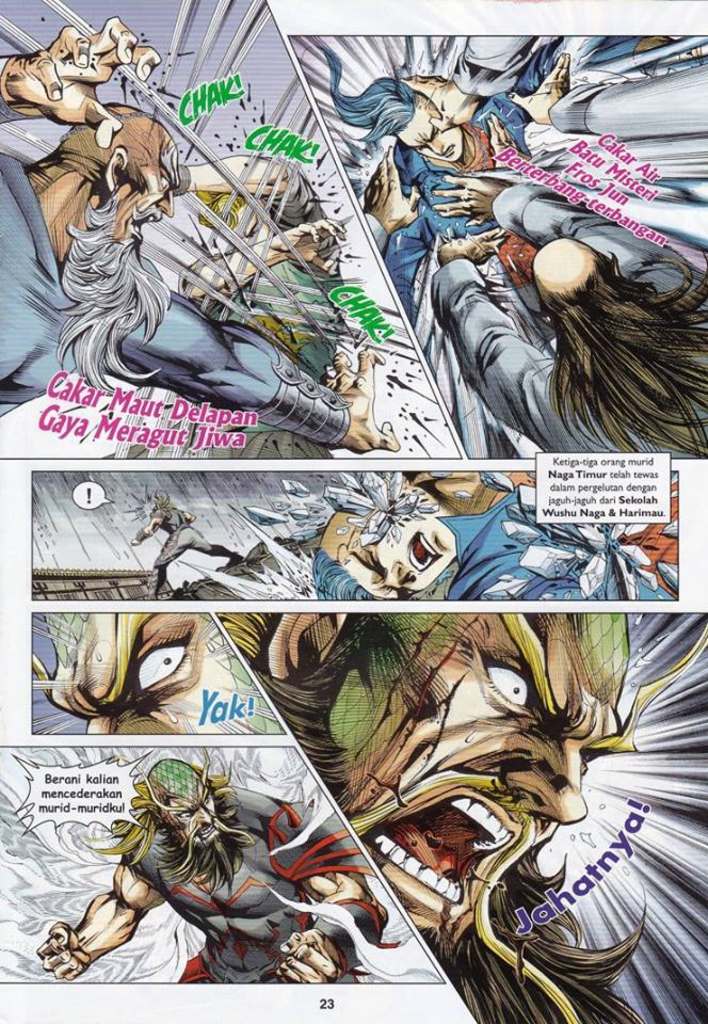 CHAK!
CHAK!
CHAK!
Cakar Maut Delapan
Gaya Meragut Jiwa
Cakar Air
Batu Misteri
Fros Jun
Berterbang-terbangan
Ketiga-tiga orang murid
Naga Timur telah tewas
dalam pergelutan dengan
jaguh-jaguh dari Sekolah
Wushu Naga & Harimau.
!
Yak!
Jahatnya!
Berani kalian
mencederakan
murid-muridku!
23